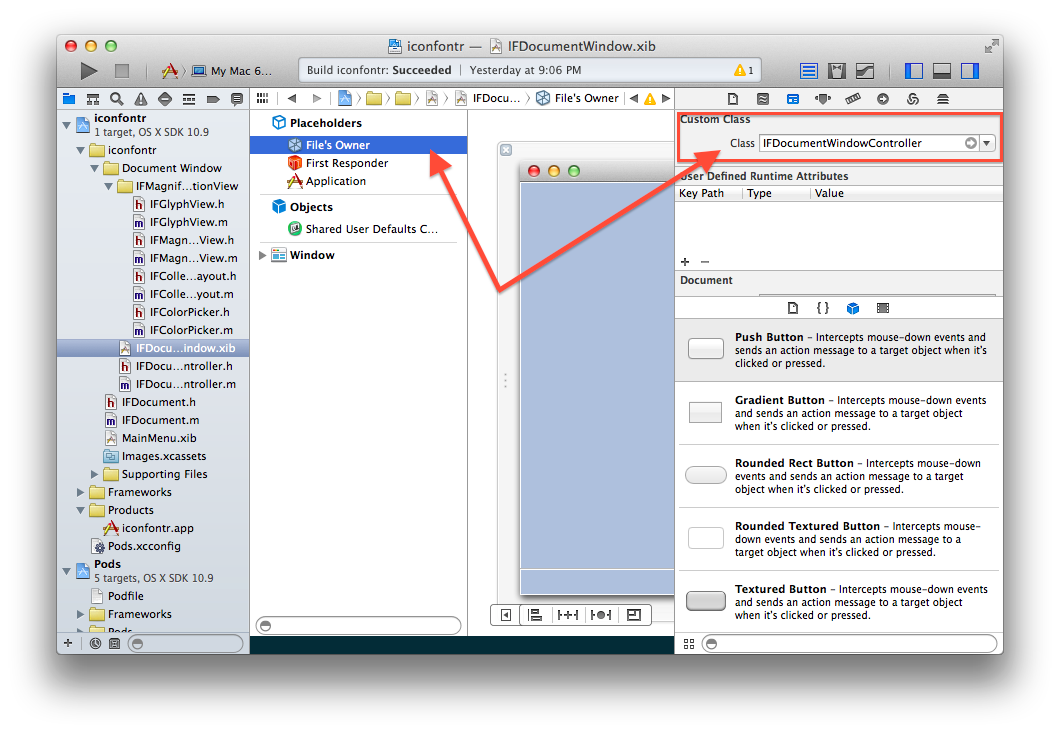 iconfontr — IFDocumentWindow.xib
My Mac 6...
Build iconfontr: Succeeded | Yesterday at 9:06 PM
1
IFDocu... File's Owner
iconfontr
1 target, OS X SDK 10.9
iconfontr
Document Window
IFMagnif...tionView
h IFGlyphView.h
m IFGlyphView.m
h IFMagn...View.h
m IFMagn...View.m
h IFColle...ayout.h
m IFColle...yout.m
h IFColorPicker.h
m IFColorPicker.m
IFDocu...indow.xib
h IFDocu...ntroller.h
m IFDocu...ntroller.m
h IFDocument.h
m IFDocument.m
MainMenu.xib
Images.xcassets
Supporting Files
Frameworks
Products
iconfontr.app
Pods.xcconfig
Pods
5 targets, OS X SDK 10.9
Podfile
Frameworks
Pods
Placeholders
File's Owner
First Responder
Application
Objects
Shared User Defaults C...
Window
Custom Class
Class IFDocumentWindowController
User Defined Runtime Attributes
Key Path Type Value
+ −
Document
{ }
Push Button – Intercepts mouse-down events and
sends an action message to a target object when it's
clicked or pressed.
Gradient Button – Intercepts mouse-down events
and sends an action message to a target object
when it's clicked or pressed.
Rounded Rect Button – Intercepts mouse-down
events and sends an action message to a target
object when it's clicked or pressed.
Rounded Textured Button – Intercepts mouse-
down events and sends an action message to a
target object when it's clicked or pressed.
Textured Button – Intercepts mouse-down events
and sends an action message to a target object
when it's clicked or pressed.